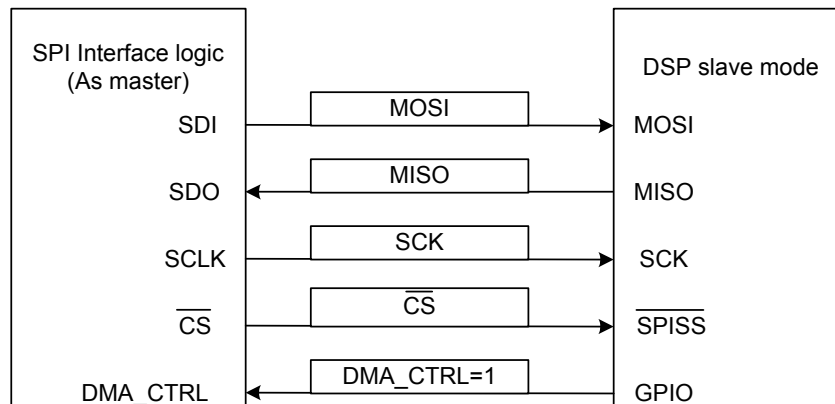 SPI Interface logic
(As master)
DSP slave mode
SDI
MOSI
MOSI
SDO
MISO
MISO
SCLK
SCK
SCK
CS
CS
SPISS
DMA_CTRL
DMA_CTRL=1
GPIO